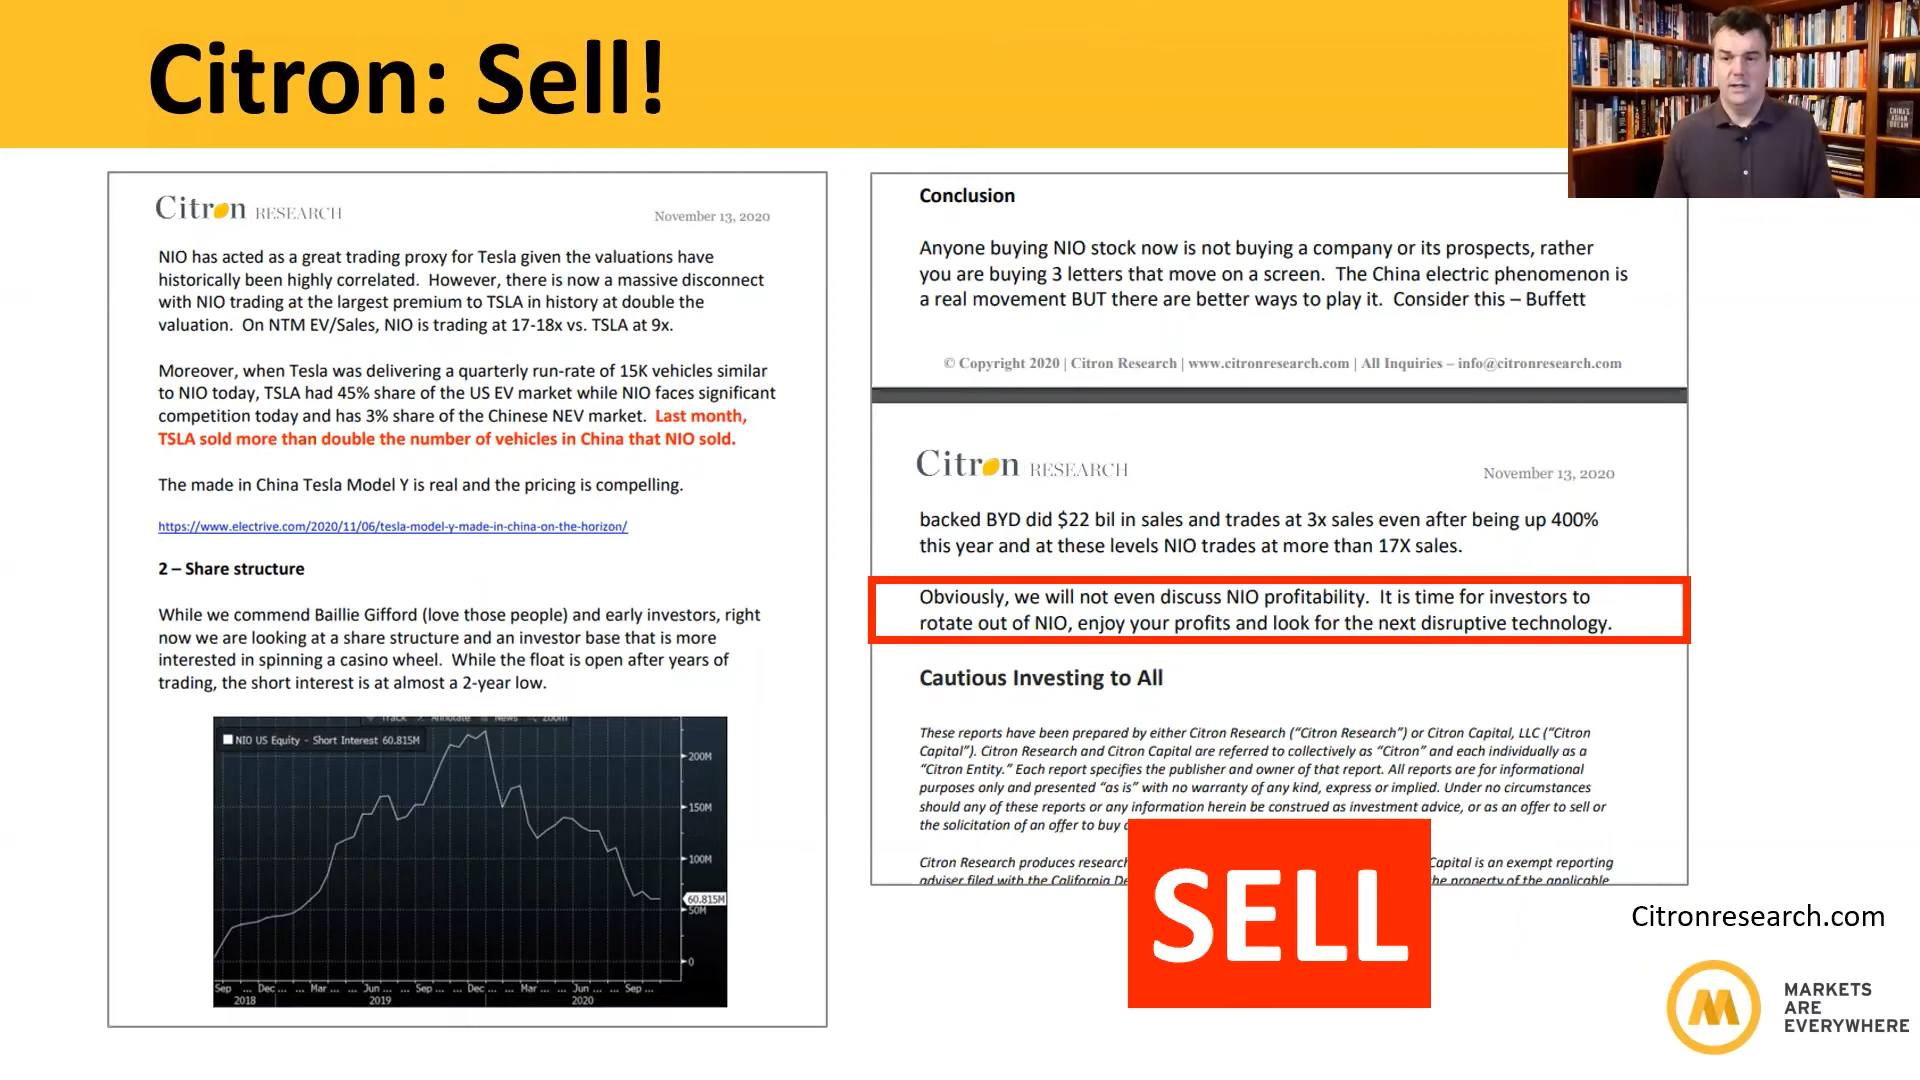 Citron: Sell!
Citron RESEARCH
November 13, 2020
NIO has acted as a great trading proxy for Tesla given the valuations have
historically been highly correlated. However, there is now a massive disconnect
with NIO trading at the largest premium to TSLA in history at double the
valuation. On NTM EV/Sales, NIO is trading at 17-18x vs. TSLA at 9x.
Moreover, when Tesla was delivering a quarterly run-rate of 15K vehicles similar
to NIO today, TSLA had 45% share of the US EV market while NIO faces significant
competition today and has 3% share of the Chinese NEV market. Last month,
TSLA sold more than double the number of vehicles in China that NIO sold.
The made in China Tesla Model Y is real and the pricing is compelling.
https://www.electrive.com/2020/11/06/tesla-model-y-made-in-china-on-the-horizon/
2 – Share structure
While we commend Baillie Gifford (love those people) and early investors, right
now we are looking at a share structure and an investor base that is more
interested in spinning a casino wheel. While the float is open after years of
trading, the short interest is at almost a 2-year low.
Track Annotate News Zoom
NIO US Equity - Short Interest 60.815M
200M
150M
100M
60.815M
50M
0
Sep ... Dec ... ... Mar ... Jun ... ... Sep ... Dec ... ... Mar ... Jun ... ... Sep ...
2018 2019 2020
Conclusion
Anyone buying NIO stock now is not buying a company or its prospects, rather
you are buying 3 letters that move on a screen. The China electric phenomenon is
a real movement BUT there are better ways to play it. Consider this – Buffett
© Copyright 2020 | Citron Research | www.citronresearch.com | All Inquiries – info@citronresearch.com
Citron RESEARCH
November 13, 2020
backed BYD did $22 bil in sales and trades at 3x sales even after being up 400%
this year and at these levels NIO trades at more than 17X sales.
Obviously, we will not even discuss NIO profitability. It is time for investors to
rotate out of NIO, enjoy your profits and look for the next disruptive technology.
Cautious Investing to All
These reports have been prepared by either Citron Research (“Citron Research”) or Citron Capital, LLC (“Citron
Capital”). Citron Research and Citron Capital are referred to collectively as “Citron” and each individually as a
“Citron Entity.” Each report specifies the publisher and owner of that report. All reports are for informational
purposes only and presented “as is” with no warranty of any kind, express or implied. Under no circumstances
should any of these reports or any information herein be construed as investment advice, or as an offer to sell or
the solicitation of an offer to buy
Citron Research produces research Capital is an exempt reporting
adviser filed with the California the property of the applicable
SELL
Citronresearch.com
MARKETS
ARE
EVERYWHERE
CHINA'S
ASIAN
DREAM